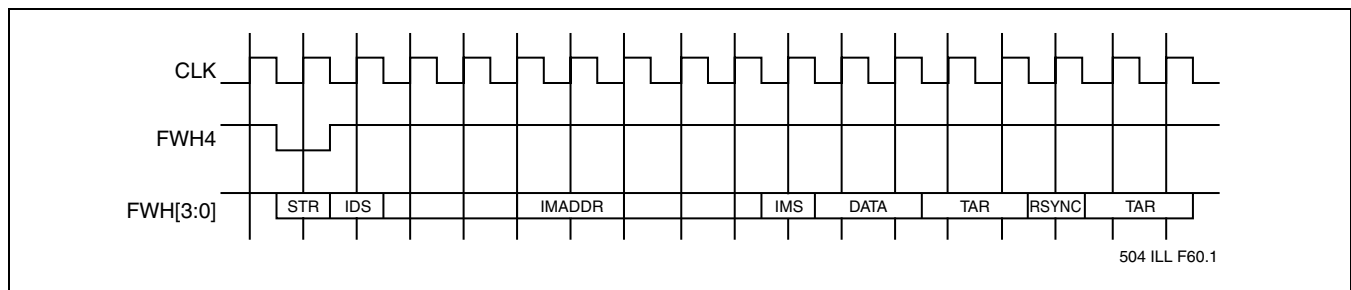 CLK
FWH4
FWH[3:0]
STR IDS IMADDR IMS DATA TAR RSYNC TAR
504 ILL F60.1